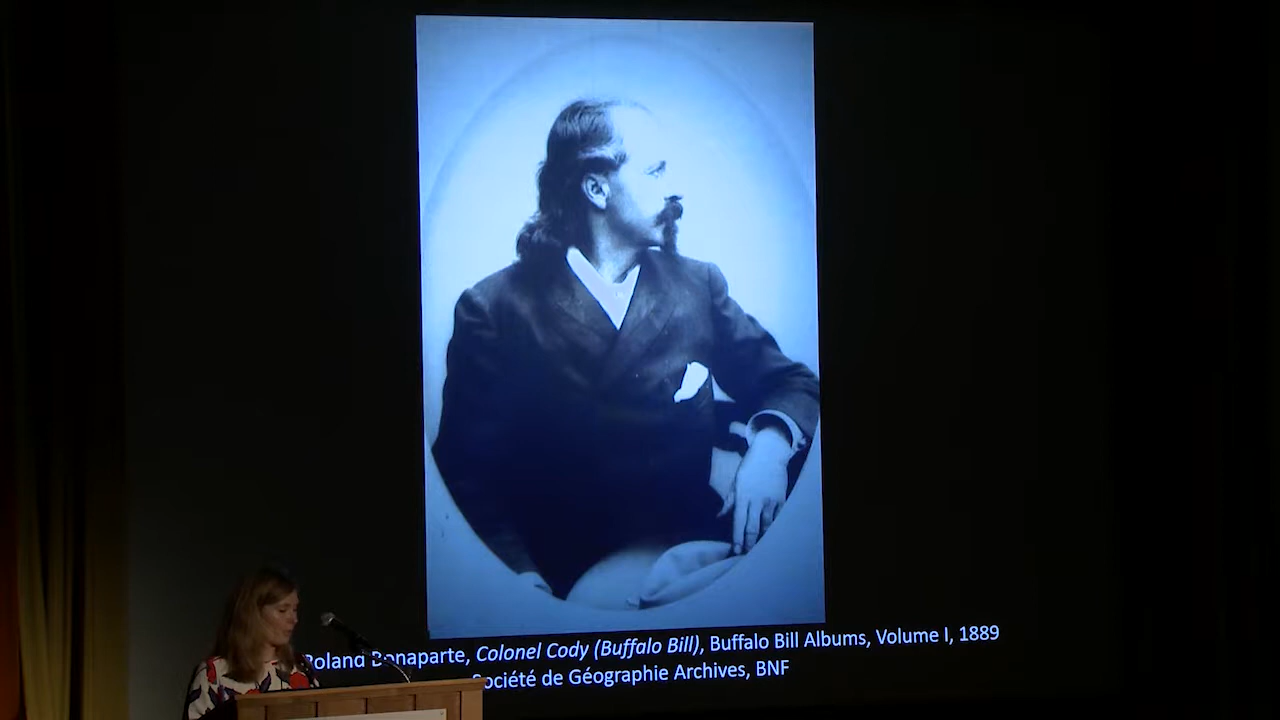 Roland Bonaparte, Colonel Cody (Buffalo Bill), Buffalo Bill Albums, Volume I, 1889
Société de Géographie Archives, BNF